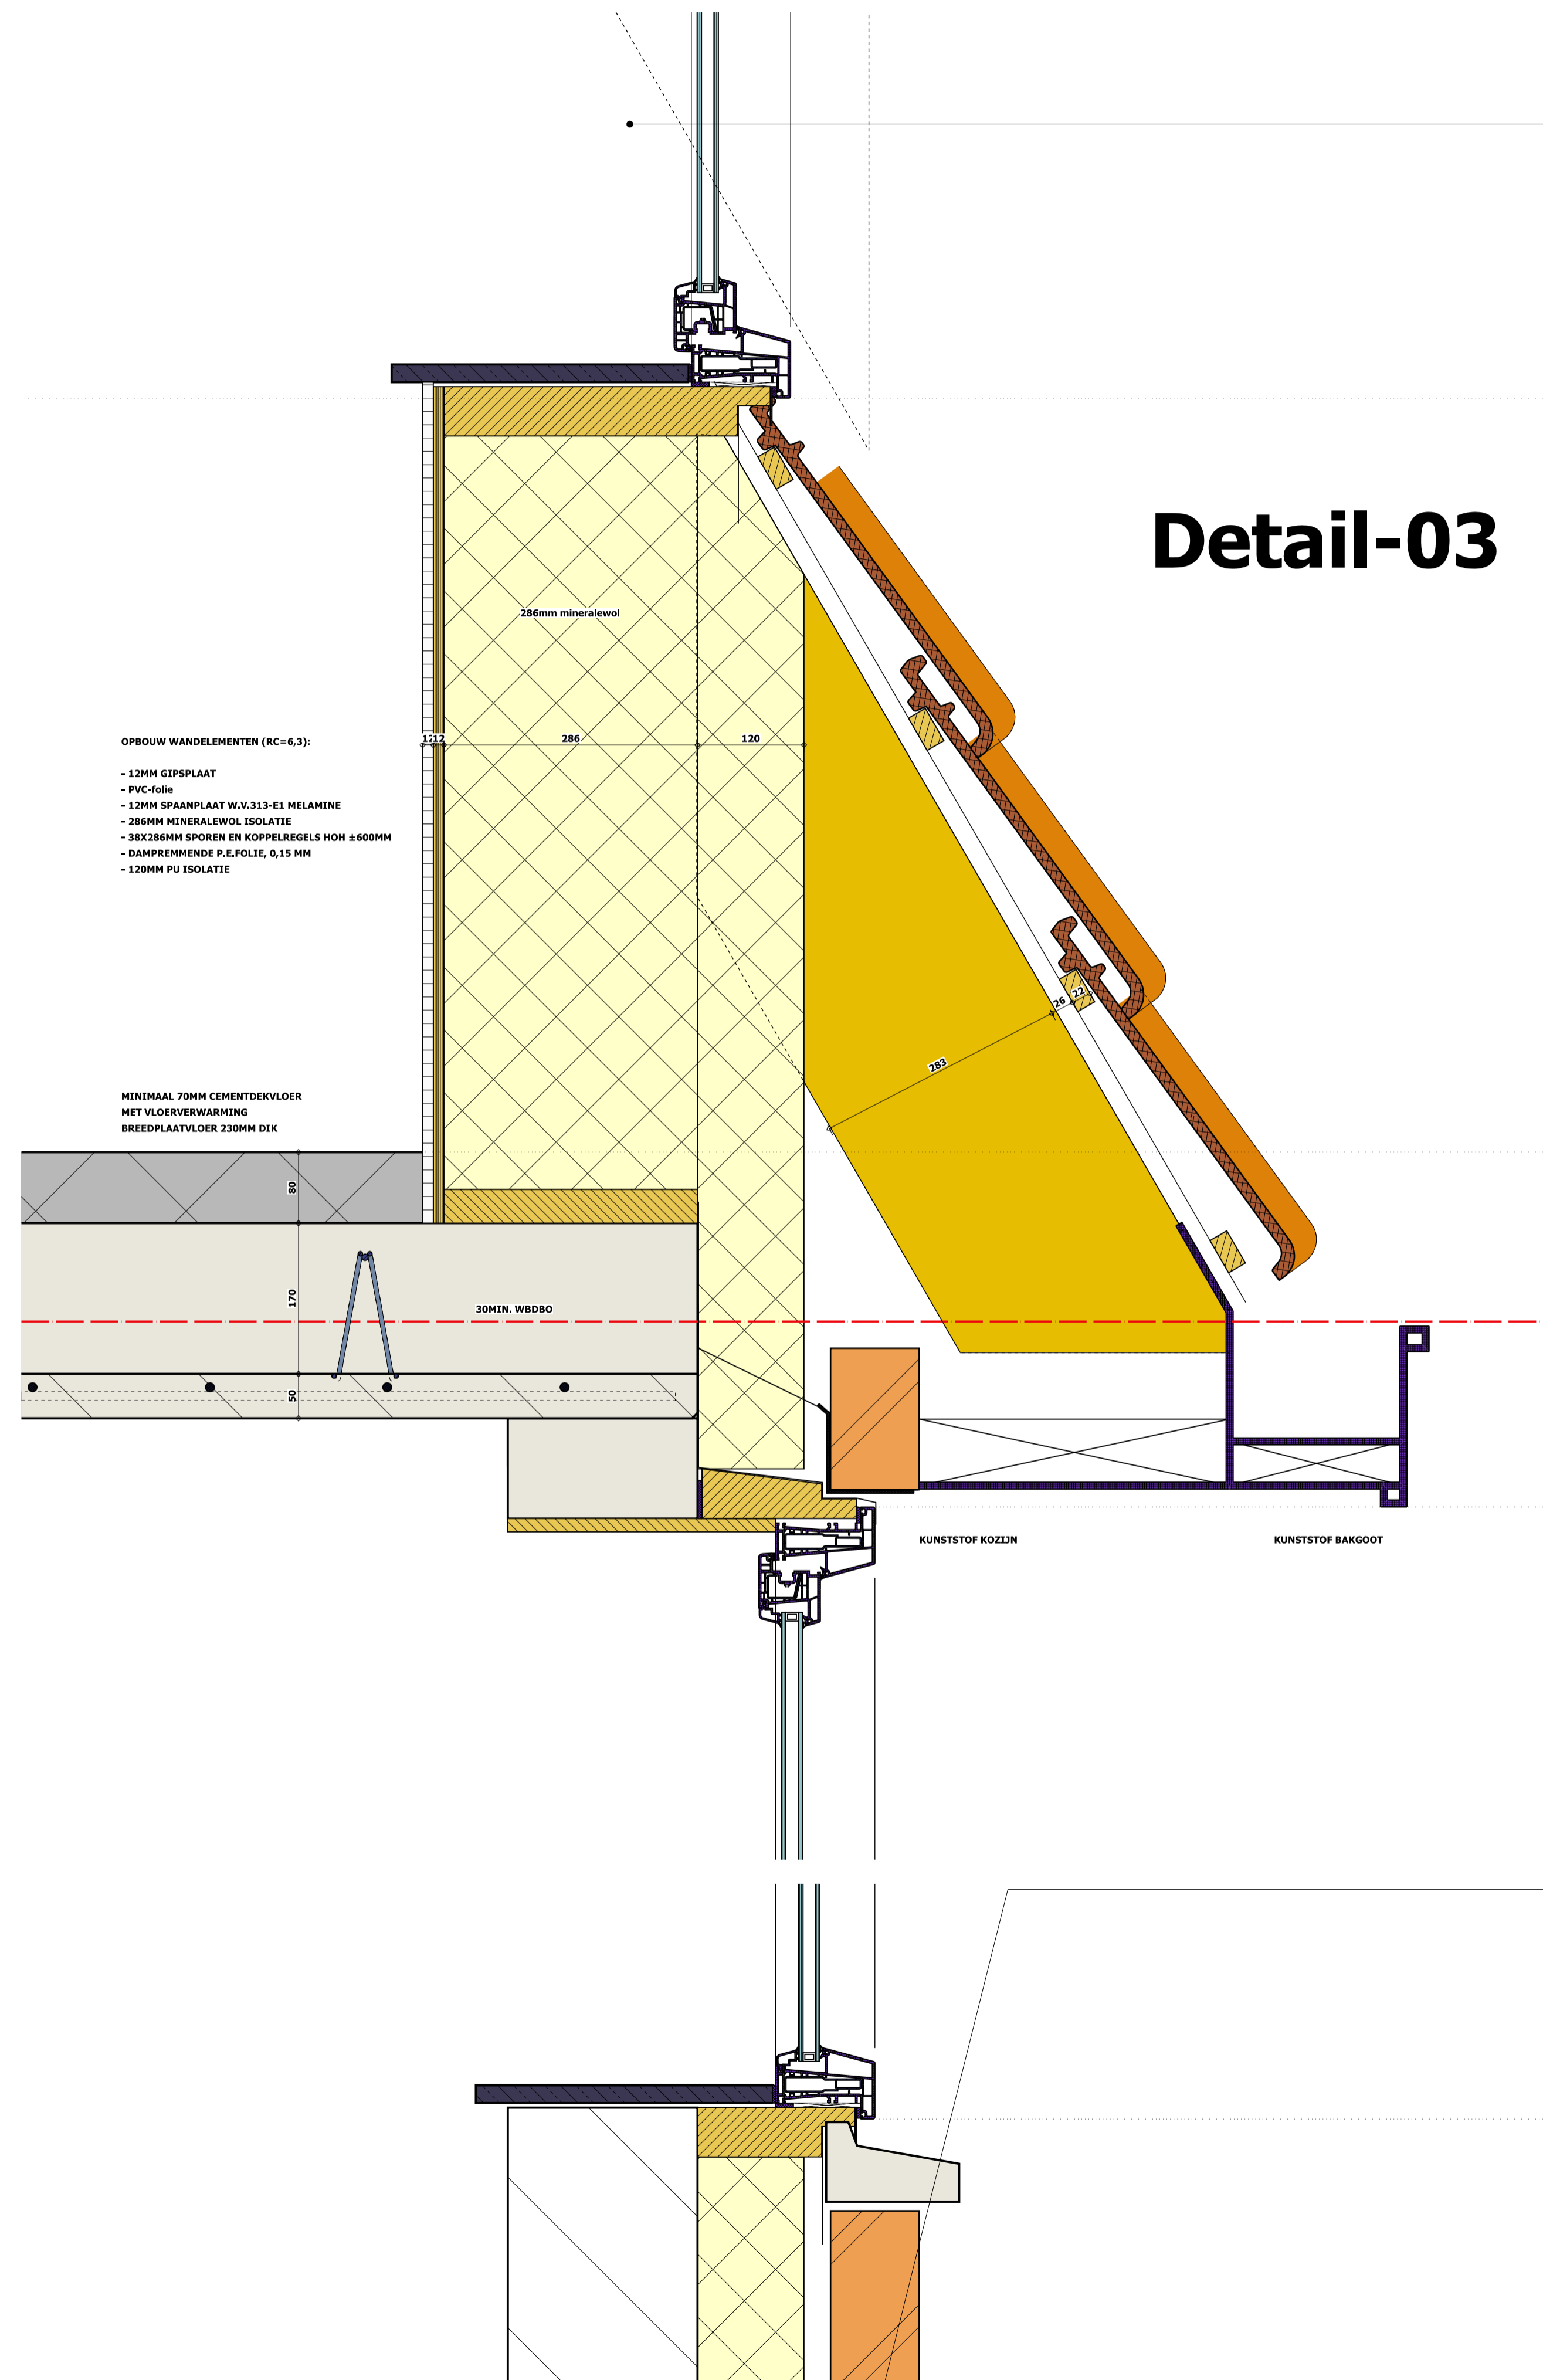 Detail-03
286mm mineralewol
12
12
286
120
OPBOUW WANDELEMENTEN (RC=6,3):
- 12MM GIPSPLAAT
- PVC-folie
- 12MM SPAANPLAAT W.V.313-E1 MELAMINE
- 286MM MINERALEWOL ISOLATIE
- 38X286MM SPOREN EN KOPPELREGELS HOH ±600MM
- DAMPREMMENDE P.E.FOLIE, 0,15 MM
- 120MM PU ISOLATIE
26
22
283
MINIMAAL 70MM CEMENTDEKVLOER
MET VLOERVERWARMING
BREEDPLAATVLOER 230MM DIK
80
170
30MIN. WBDBO
50
KUNSTSTOF KOZIJN
KUNSTSTOF BAKGOOT